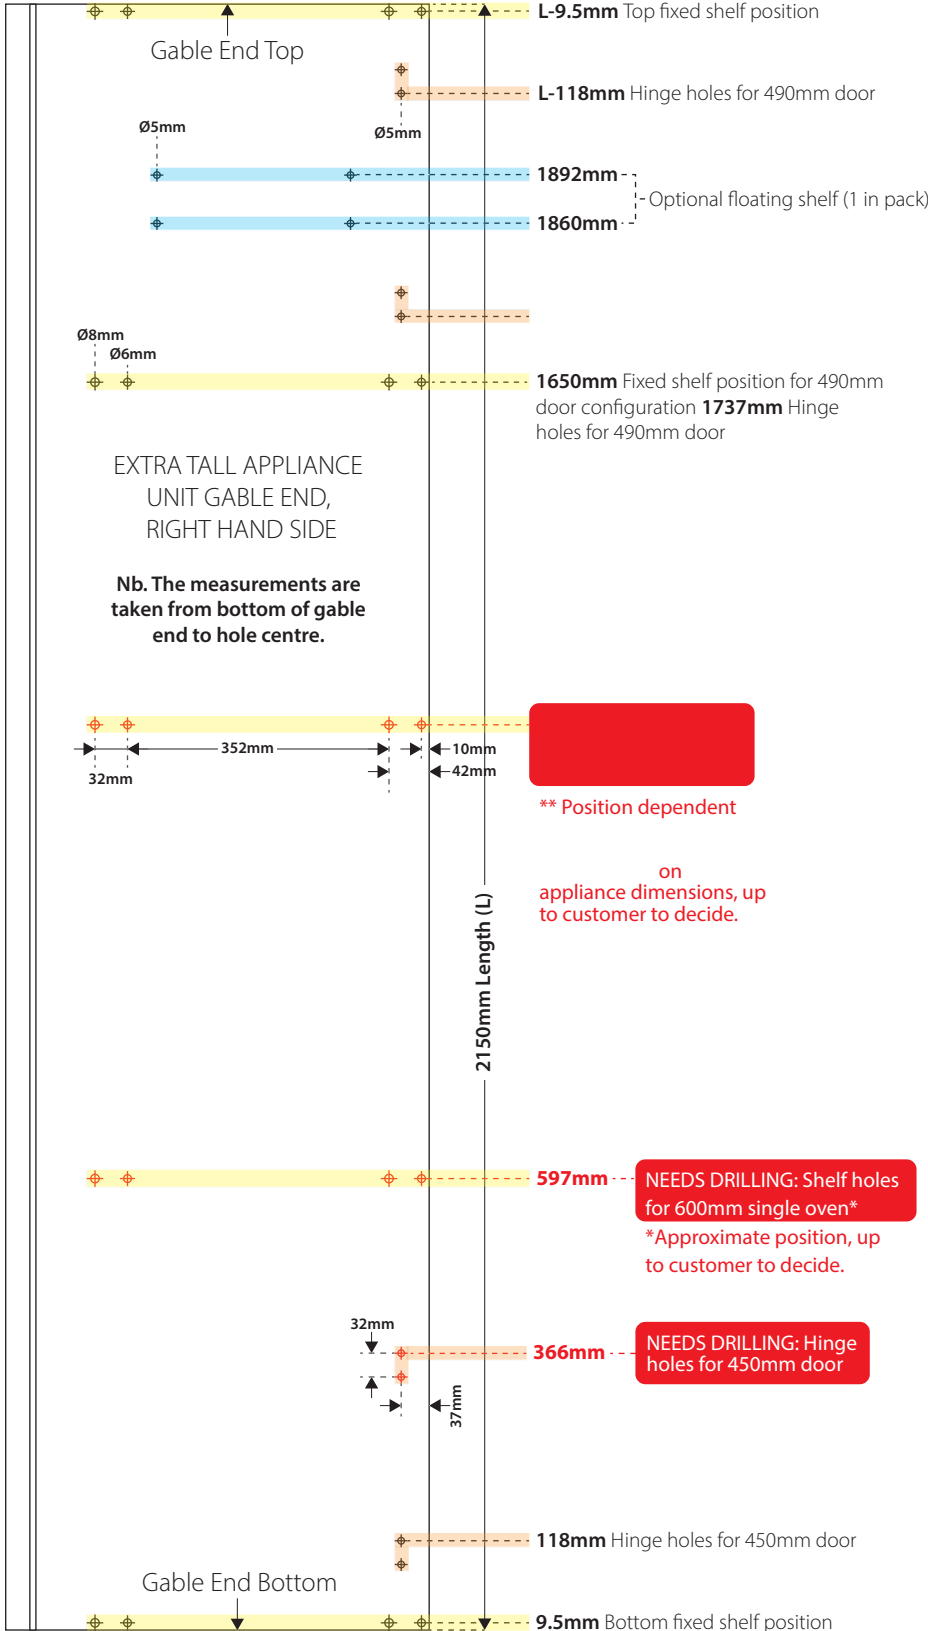 L-9.5mm Top fixed shelf position
Gable End Top
L-118mm Hinge holes for 490mm door
Ø5mm
Ø5mm
1892mm
Optional floating shelf (1 in pack)
1860mm
Ø8mm
Ø6mm
1650mm Fixed shelf position for 490mm
door configuration 1737mm Hinge
holes for 490mm door
EXTRA TALL APPLIANCE
UNIT GABLE END,
RIGHT HAND SIDE
Nb. The measurements are
taken from bottom of gable
end to hole centre.
352mm
10mm
32mm
42mm
** Position dependent
on
appliance dimensions, up
to customer to decide.
2150mm Length (L)
597mm
NEEDS DRILLING: Shelf holes
for 600mm single oven*
*Approximate position, up
to customer to decide.
32mm
366mm
NEEDS DRILLING: Hinge
holes for 450mm door
37mm
118mm Hinge holes for 450mm door
Gable End Bottom
9.5mm Bottom fixed shelf position